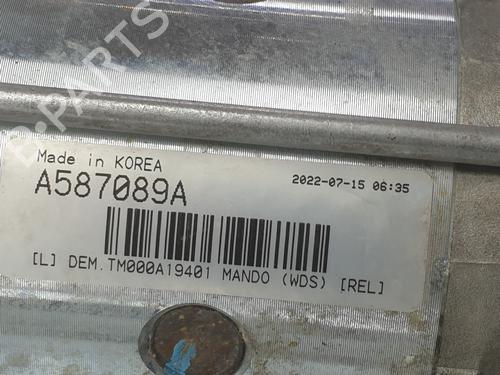 B-PARTS
Made in KOREA
A587089A
2022-07-15 06:35
[L] DEM.TM000A19401 MANDO (WDS) [REL]